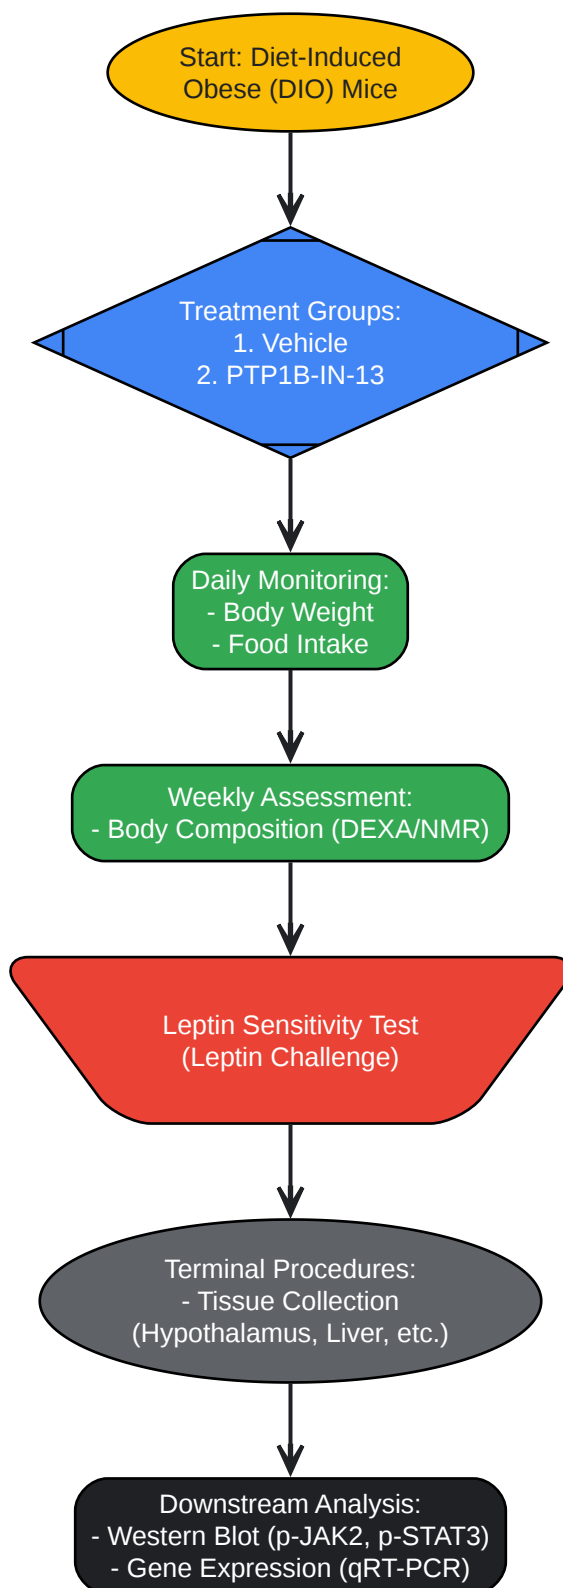 Start: Diet-Induced
Obese (DIO) Mice
Treatment Groups:
1. Vehicle
2. PTP1B-IN-13
Daily Monitoring:
- Body Weight
- Food Intake
Weekly Assessment:
- Body Composition (DEXA/NMR)
Leptin Sensitivity Test
(Leptin Challenge)
Terminal Procedures:
- Tissue Collection
(Hypothalamus, Liver, etc.)
Downstream Analysis:
- Western Blot (p-JAK2, p-STAT3)
- Gene Expression (qRT-PCR)